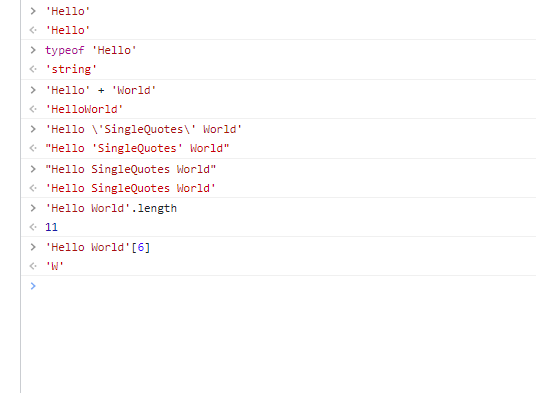 > 'Hello'
<· 'Hello'
> typeof 'Hello'
<· 'string'
> 'Hello' + 'World'
<· 'HelloWorld'
> 'Hello \'SingleQuotes\' World'
<· "Hello 'SingleQuotes' World"
> "Hello SingleQuotes World"
<· 'Hello SingleQuotes World'
> 'Hello World'.length
<· 11
> 'Hello World'[6]
<· 'W'
>